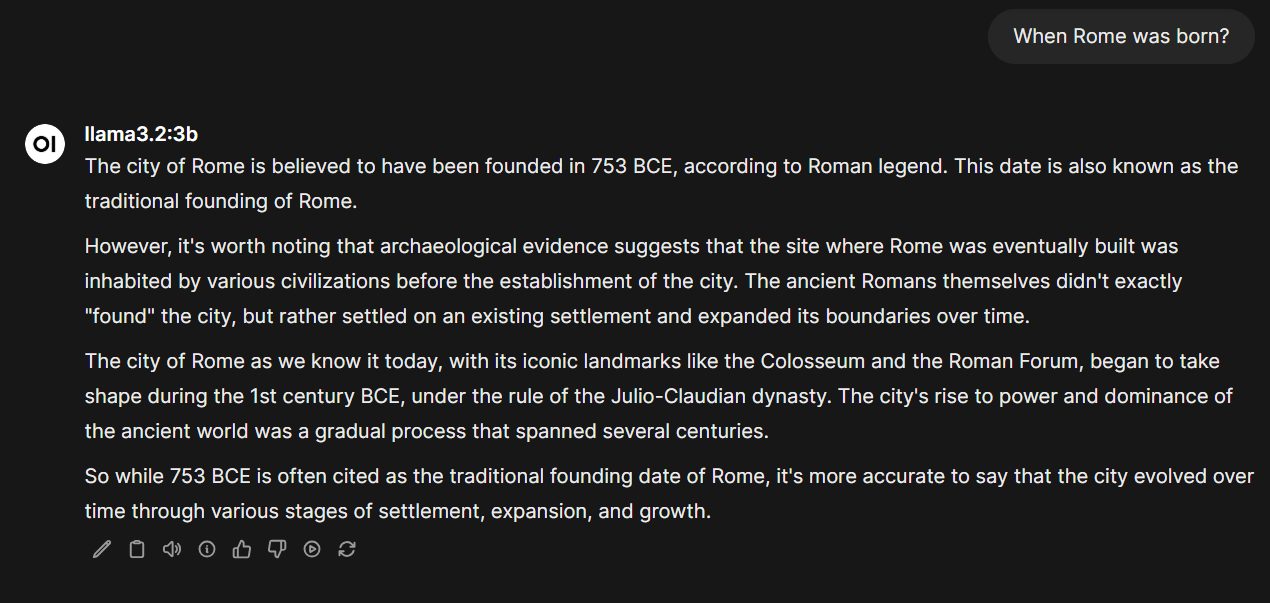 When Rome was born?
OI
llama3.2:3b
The city of Rome is believed to have been founded in 753 BCE, according to Roman legend. This date is also known as the
traditional founding of Rome.
However, it's worth noting that archaeological evidence suggests that the site where Rome was eventually built was
inhabited by various civilizations before the establishment of the city. The ancient Romans themselves didn't exactly
"found" the city, but rather settled on an existing settlement and expanded its boundaries over time.
The city of Rome as we know it today, with its iconic landmarks like the Colosseum and the Roman Forum, began to take
shape during the 1st century BCE, under the rule of the Julio-Claudian dynasty. The city's rise to power and dominance of
the ancient world was a gradual process that spanned several centuries.
So while 753 BCE is often cited as the traditional founding date of Rome, it's more accurate to say that the city evolved over
time through various stages of settlement, expansion, and growth.